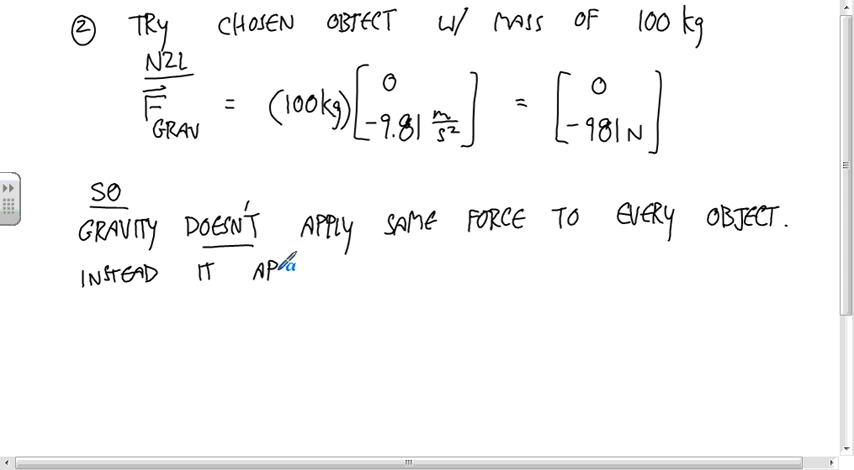 ② TRY CHOSEN OBJECT W/ MASS OF 100 kg
N2L
F GRAV = (100kg) [0 -9.81 m/s²] = [0 -981 N]
SO
GRAVITY DOESN'T APPLY SAME FORCE TO EVERY OBJECT.
INSTEAD IT AP